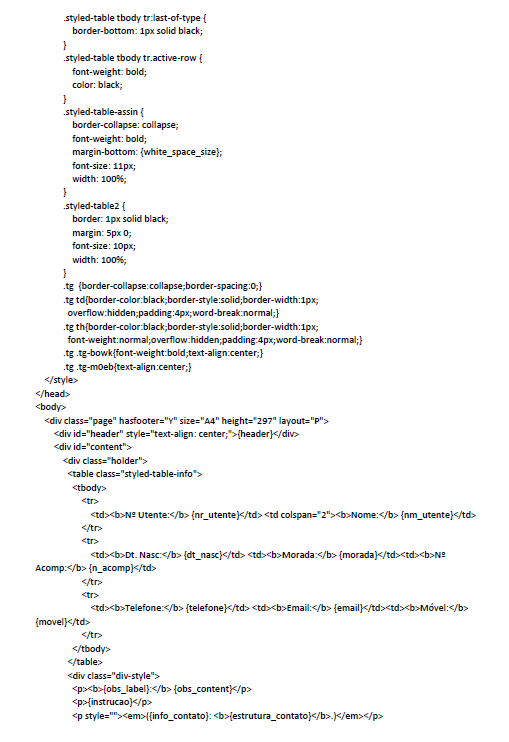 .styled-table tbody tr:last-of-type {
border-bottom: 1px solid black;
}
.styled-table tbody tr.active-row {
font-weight: bold;
color: black;
}
.styled-table-assin {
border-collapse: collapse;
font-weight: bold;
margin-bottom: {white_space_size};
font-size: 11px;
width: 100%;
}
.styled-table2 {
border: 1px solid black;
margin: 5px 0;
font-size: 10px;
width: 100%;
}
.tg {border-collapse:collapse;border-spacing:0;}
.tg td{border-color:black;border-style:solid;border-width:1px;
overflow:hidden;padding:4px;word-break:normal;}
.tg th{border-color:black;border-style:solid;border-width:1px;
font-weight:normal;overflow:hidden;padding:4px;word-break:normal;}
.tg .tg-bowk{font-weight:bold;text-align:center;}
.tg .tg-m0eb{text-align:center;}
</style>
</head>
<body>
<div class="page" hasfooter="Y" size="A4" height="297" layout="P">
<div id="header" style="text-align: center;">{header}</div>
<div id="content">
<div class="holder">
<table class="styled-table-info">
<tbody>
<tr>
<td><b>Nº Utente:</b> {nr_utente}</td> <td colspan="2"><b>Nome:</b> {nm_utente}</td>
</tr>
<tr>
<td><b>Dt. Nasc:</b> {dt_nasc}</td> <td><b>Morada:</b> {morada}</td><td><b>Nº
Acomp:</b> {n_acomp}</td>
</tr>
<tr>
<td><b>Telefone:</b> {telefone}</td> <td><b>Email:</b> {email}</td><td><b>Móvel:</b>
{movel}</td>
</tr>
</tbody>
</table>
<div class="div-style">
<p><b>{obs_label}:</b> {obs_content}</p>
<p>{instrucao}</p>
<p style=""><em>({info_contato}: <b>{estrutura_contato}</b>.)</em></p>